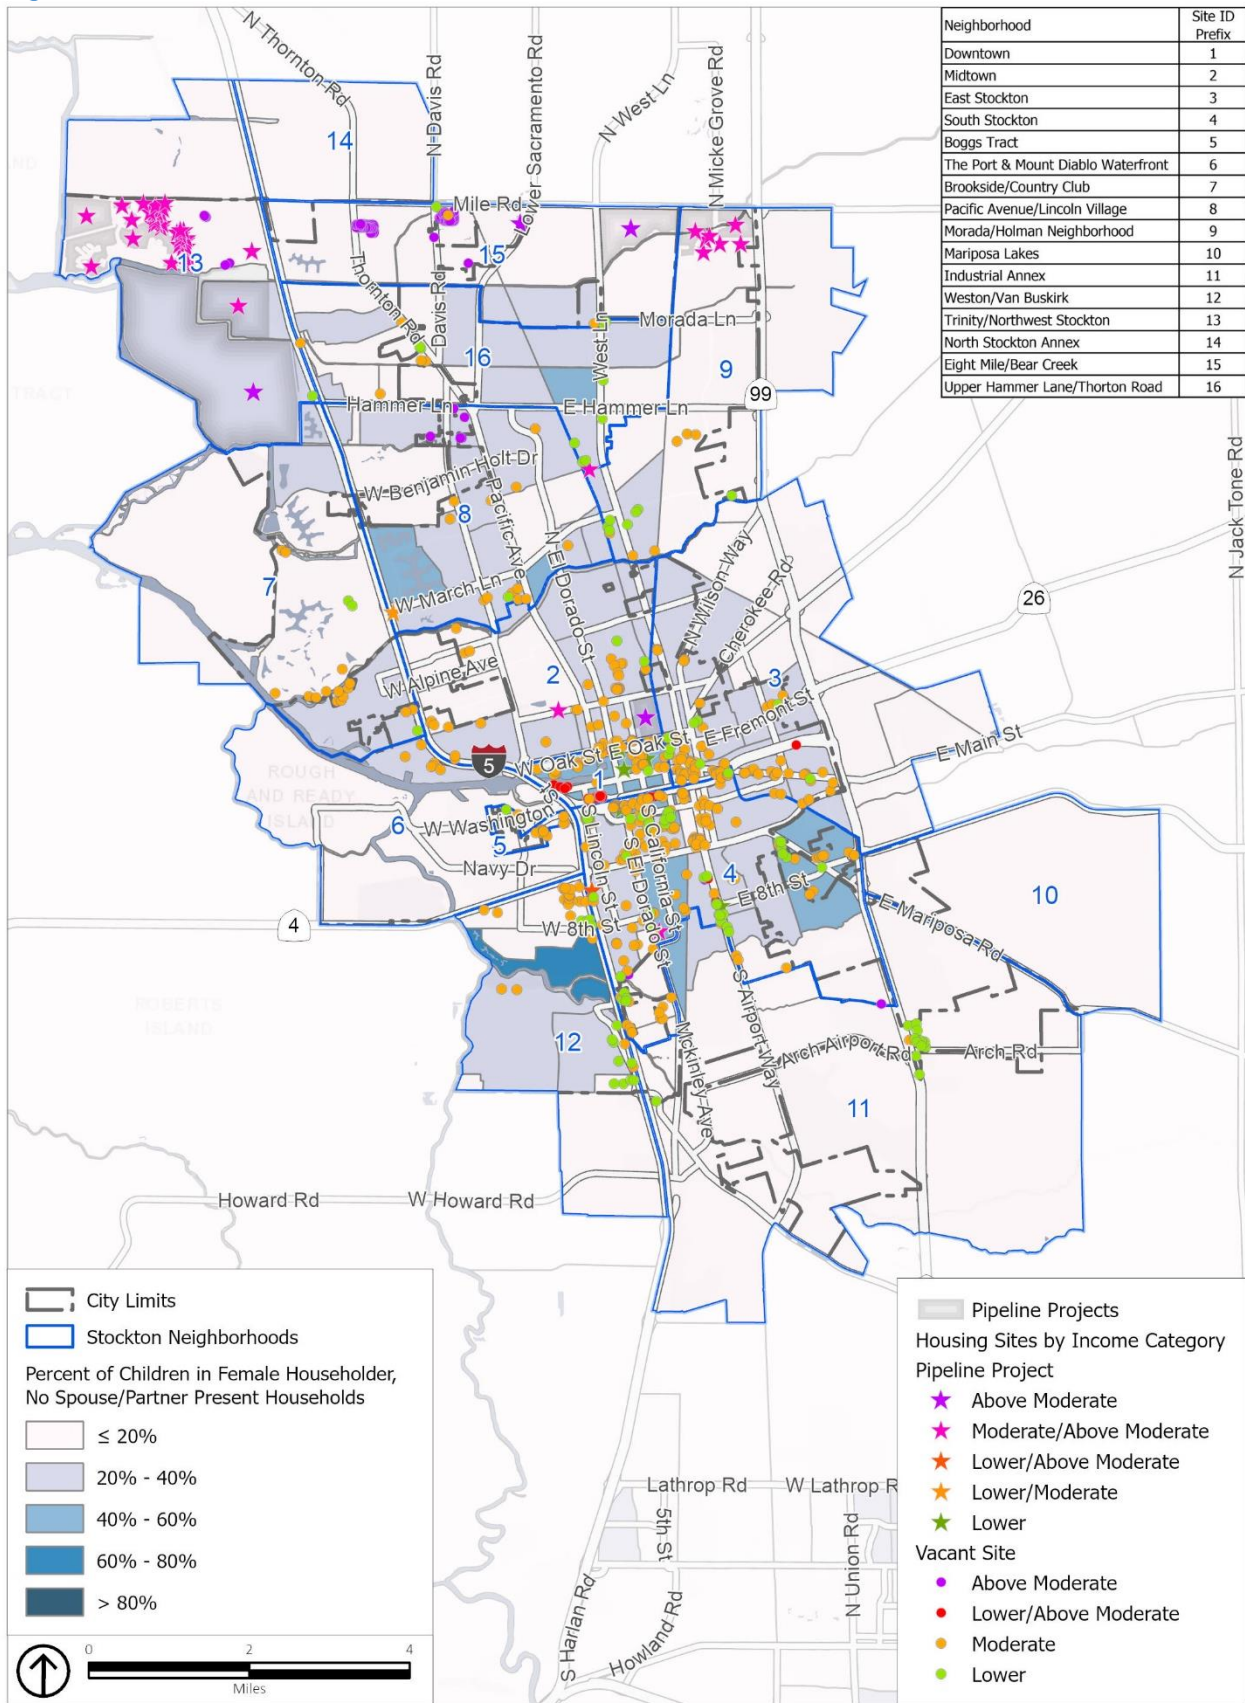 Neighborhood Site ID Prefix
Downtown 1
Midtown 2
East Stockton 3
South Stockton 4
Boggs Tract 5
The Port & Mount Diablo Waterfront 6
Brookside/Country Club 7
Pacific Avenue/Lincoln Village 8
Morada/Holman Neighborhood 9
Mariposa Lakes 10
Industrial Annex 11
Weston/Van Buskirk 12
Trinity/Northwest Stockton 13
North Stockton Annex 14
Eight Mile/Bear Creek 15
Upper Hammer Lane/Thorton Road 16
N Thornton Rd
N Davis Rd
Lower Sacramento Rd
N West Ln
N Micke Grove Rd
14
Mile Rd
15
13
Thornton Rd
Davis Rd
West Ln
Morada Ln
16
9
99
Hammer Ln
E Hammer Ln
TRACT
N Jack Tone Rd
W Benjamin Holt Dr
8
Pacific Ave
N El Dorado St
N Wilson Way
Cherokee Rd
7
W March Ln
26
W Alpine Ave
2
3
E Fremont St
E Main St
W Oak St
E Oak St
5
1
ROUGH
AND READY
ISLAND
6
W Washington St
5
Navy Dr
S Lincoln St
S El Dorado St
S California St
4
E 8th St
10
4
W 8th St
E Mariposa Rd
ROBERTS
ISLAND
12
S Airport Way
Mckinley Ave
Arch Airport Rd
Arch Rd
11
Howard Rd
W Howard Rd
City Limits
Stockton Neighborhoods
Percent of Children in Female Householder,
No Spouse/Partner Present Households
≤ 20%
20% - 40%
40% - 60%
60% - 80%
> 80%
0 2 4
Miles
Lathrop Rd
W Lathrop R
5th St
N Union Rd
S Harlan Rd
Howland Rd
Pipeline Projects
Housing Sites by Income Category
Pipeline Project
Above Moderate
Moderate/Above Moderate
Lower/Above Moderate
Lower/Moderate
Lower
Vacant Site
Above Moderate
Lower/Above Moderate
Moderate
Lower